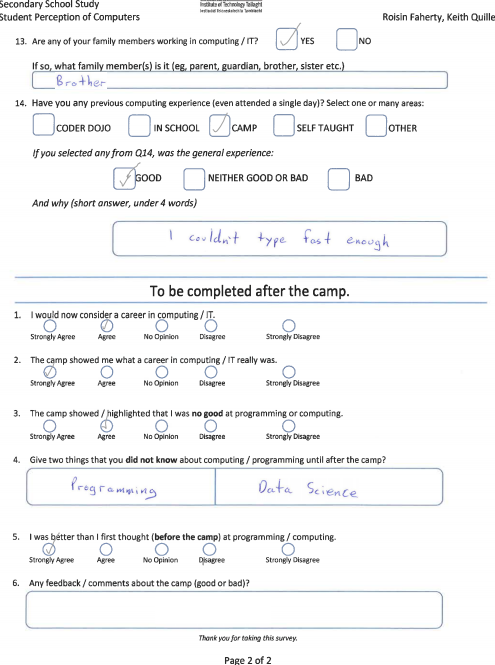 Secondary School Study
Institute of Technology Tallaght
Student Perception of Computers
Roisin Faherty, Keith Quille
13. Are any of your family members working in computing / IT? YES NO
If so, what family member(s) is it (eg, parent, guardian, brother, sister etc.)
Brother
14. Have you any previous computing experience (even attended a single day)? Select one or many areas:
CODER DOJO IN SCHOOL CAMP SELF TAUGHT OTHER
If you selected any from Q14, was the general experience:
GOOD NEITHER GOOD OR BAD BAD
And why (short answer, under 4 words)
I couldn't type fast enough
To be completed after the camp.
1. I would now consider a career in computing / IT.
Strongly Agree Agree No Opinion Disagree Strongly Disagree
2. The camp showed me what a career in computing / IT really was.
Strongly Agree Agree No Opinion Disagree Strongly Disagree
3. The camp showed / highlighted that I was no good at programming or computing.
Strongly Agree Agree No Opinion Disagree Strongly Disagree
4. Give two things that you did not know about computing / programming until after the camp?
Programming Data Science
5. I was better than I first thought (before the camp) at programming / computing.
Strongly Agree Agree No Opinion Disagree Strongly Disagree
6. Any feedback / comments about the camp (good or bad)?
Thank you for taking this survey.
Page 2 of 2